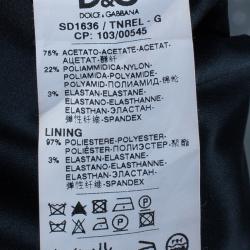 D&G
DOLCE & GABBANA
SD1636 / TNREL - G
CP: 103/00545
75% ACETATO-ACETATE-ACETAT-
АЦЕТАТ-醋纤
22% POLIAMMIDICA-NYLON-
POLIAMIDA-POLYAMIDE-
POLYAMID-ПОЛИАМИД-锦纶
3% ELASTAN-ELASTANE-
ELASTANO-ELASTHANNE-
ELASTHAN-ЭЛАСТАН-
弹性纤维-SPANDEX
LINING
97% POLIESTERE-POLYESTER-
POLIÉSTER-ПОЛИЭСТЕР-聚酯
3% ELASTAN-ELASTANE-
ELASTANO-ELASTHANNE-
ELASTHAN-ЭЛАСТАН-
弹性纤维-SPANDEX
P